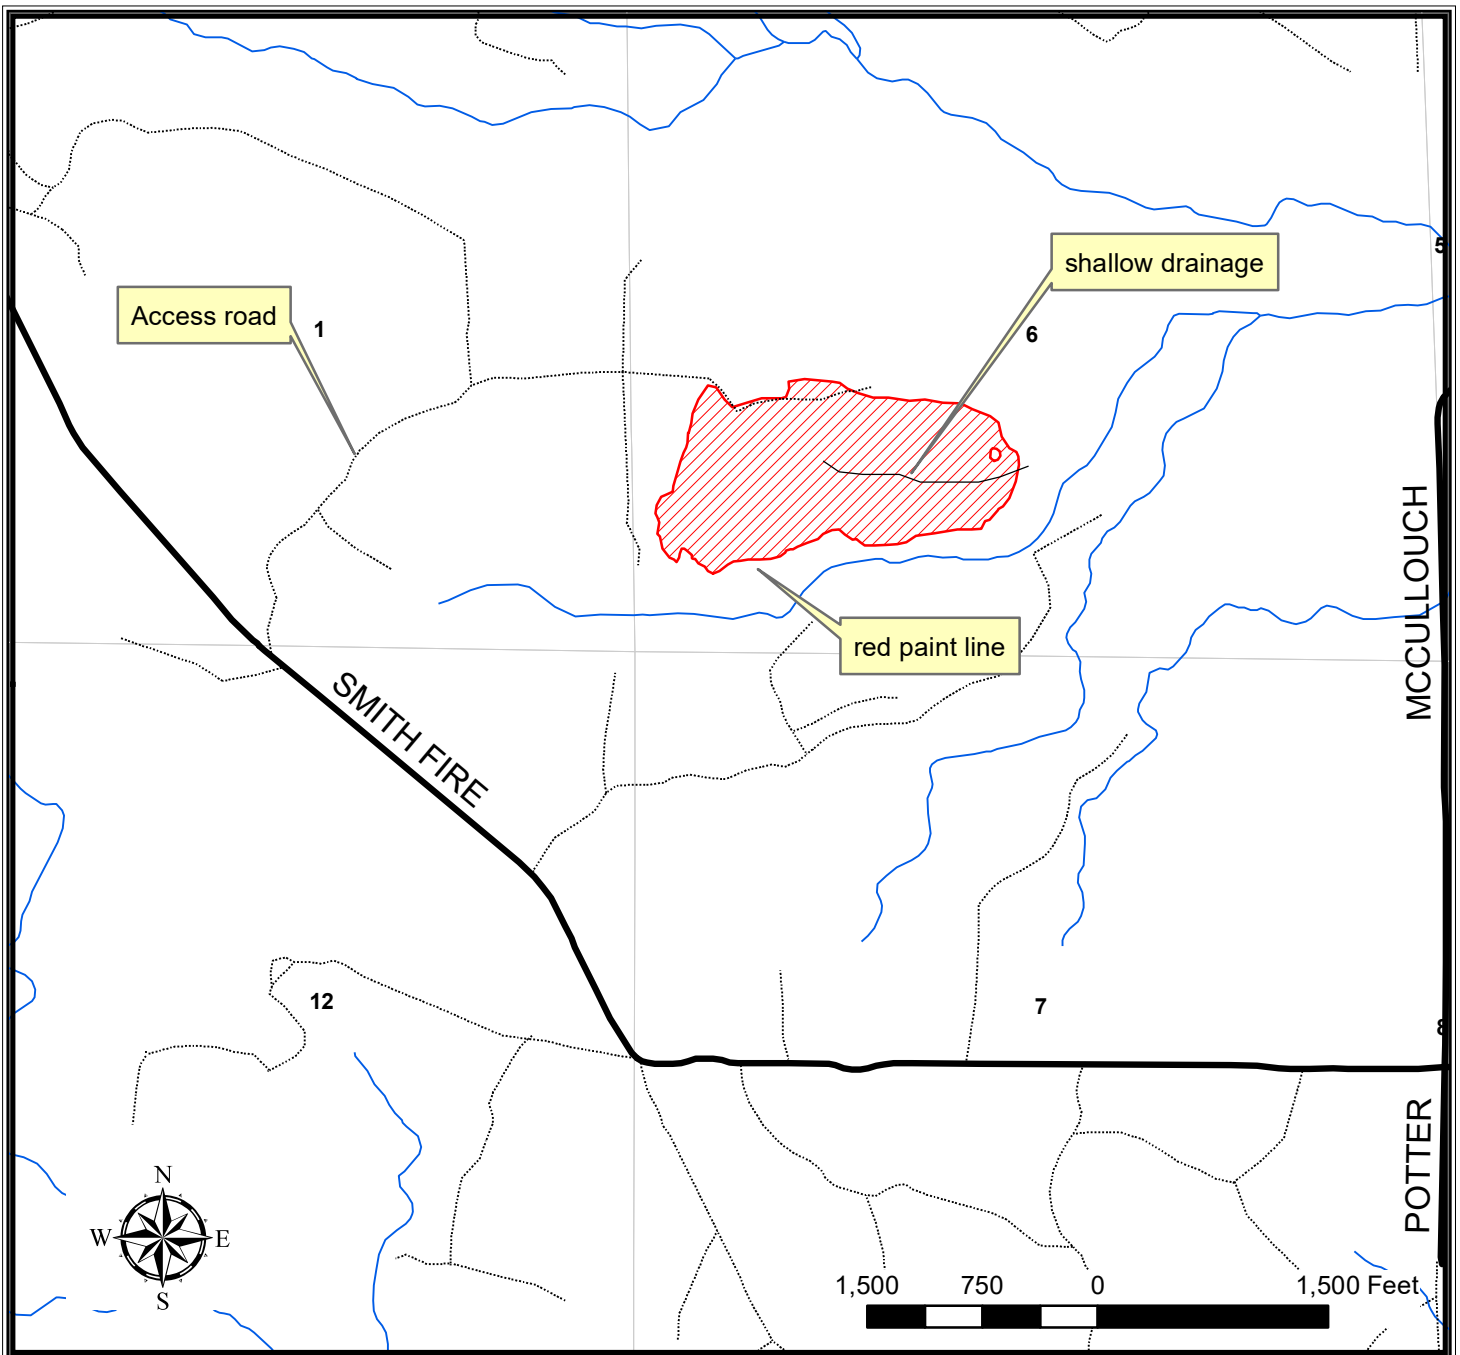 5
shallow drainage
Access road
1
6
MCCULLOUCH
red paint line
SMITH FIRE
12
7
8
POTTER
N
W E
S
1,500 750 0 1,500 Feet